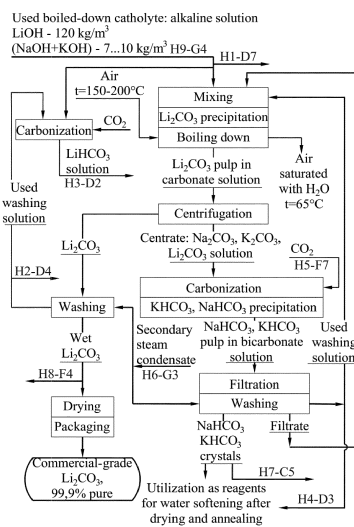 Used boiled-down catholyte: alkaline solution
LiOH - 120 kg/m³
(NaOH+KOH) - 7...10 kg/m³ H9-G4
H1-D7
Air
t=150-200°C
Mixing
Li₂CO₃ precipitation
Boiling down
Carbonization
CO₂
LiHCO₃
solution
H3-D2
Air
saturated
with H₂O
t=65°C
Li₂CO₃ pulp in
carbonate solution
Used
washing
solution
Centrifugation
Li₂CO₃
Centrate: Na₂CO₃, K₂CO₃,
Li₂CO₃ solution
CO₂
H5-F7
H2-D4
Carbonization
KHCO₃, NaHCO₃ precipitation
Washing
Secondary
steam
condensate
H6-G3
NaHCO₃, KHCO₃
pulp in bicarbonate
solution
Used
washing
solution
Wet
Li₂CO₃
H8-F4
Filtration
Washing
Drying
Packaging
NaHCO₃
KHCO₃
crystals
Filtrate
H7-C5
Commercial-grade
Li₂CO₃,
99,9% pure
Utilization as reagents
for water softening after
drying and annealing
H4-D3